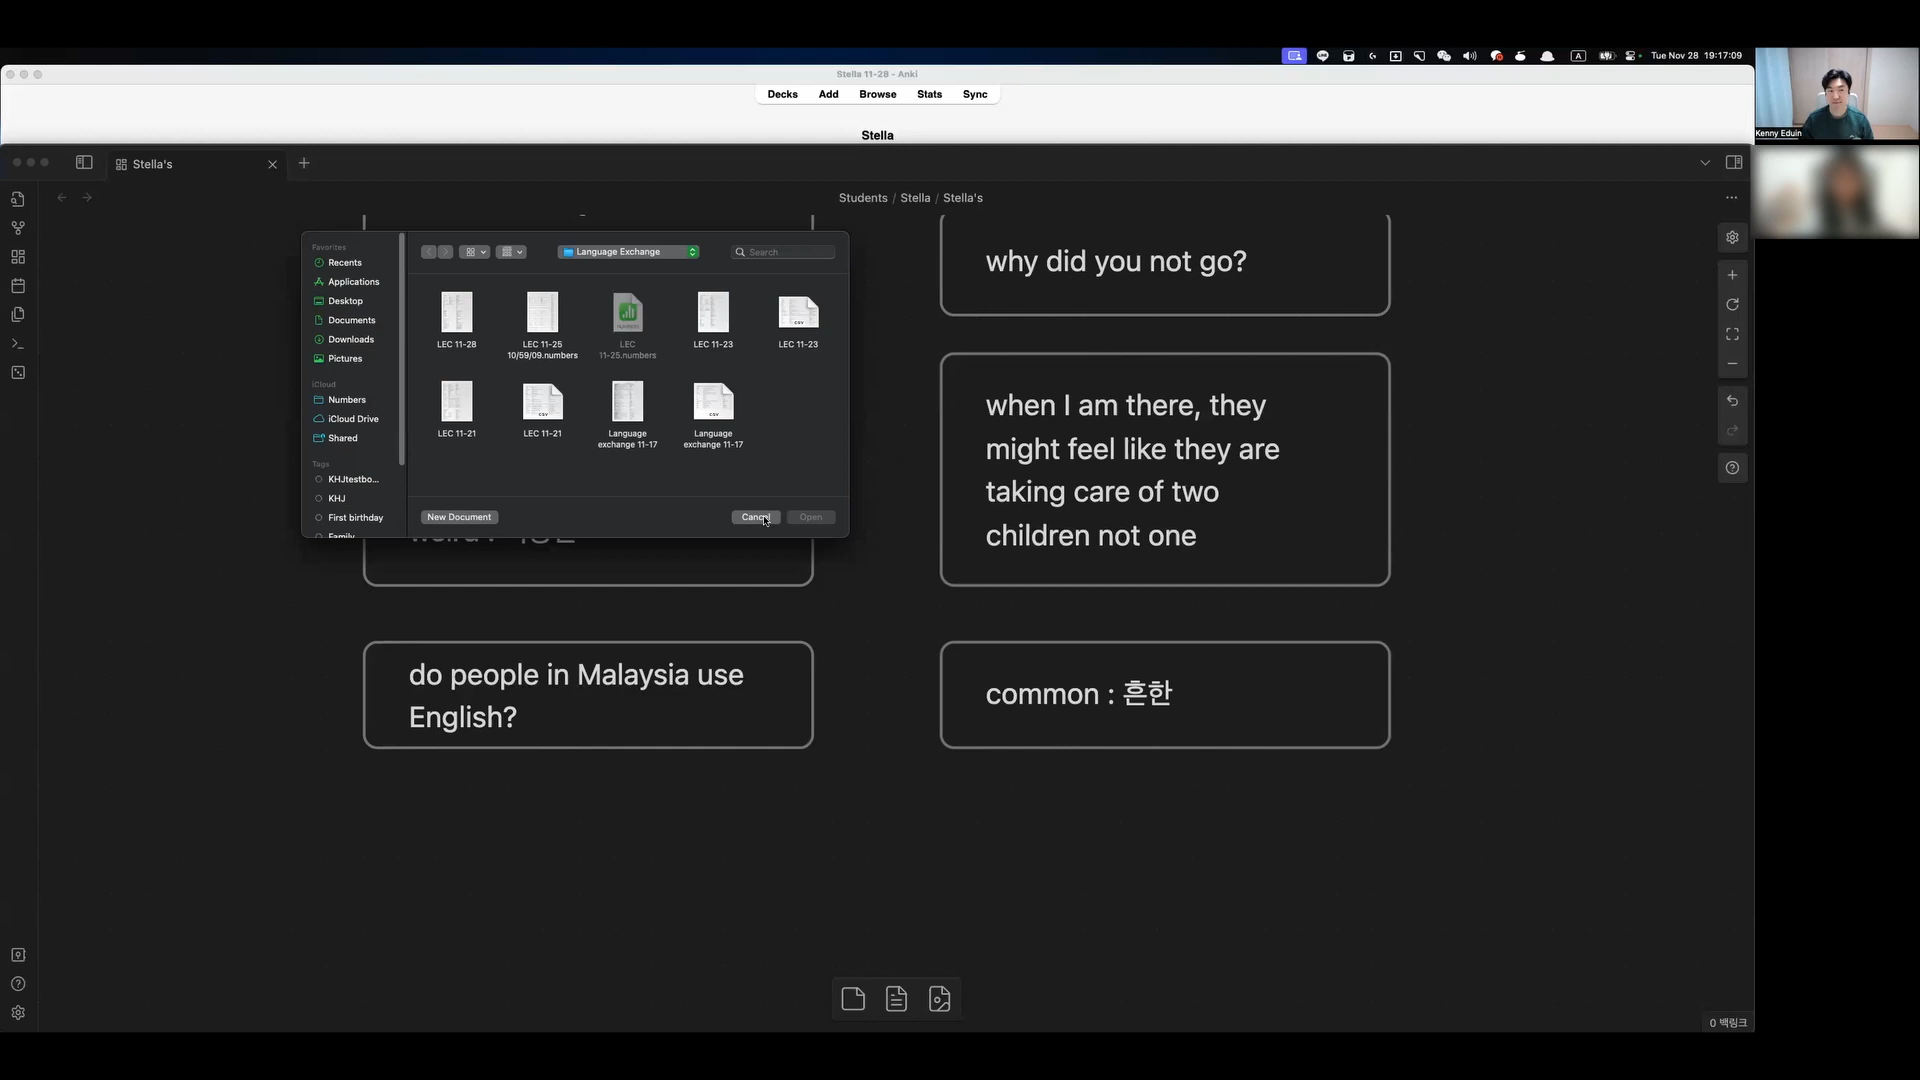 Tue Nov 28 19:17:09
Stella 11-28 - Anki
Decks Add Browse Stats Sync
Stella
Kenny Eduin
Stella's
Students / Stella / Stella's
Favorites
Recents
Applications
Desktop
Documents
Downloads
Pictures
iCloud
Numbers
iCloud Drive
Shared
Tags
KHJtestbo...
KHJ
First birthday
Family
Language Exchange
Search
LEC 11-28
LEC 11-25
10/59/09.numbers
NUMBERS
LEC
11-25.numbers
LEC 11-23
CSV
LEC 11-23
LEC 11-21
CSV
LEC 11-21
Language
exchange 11-17
CSV
Language
exchange 11-17
New Document
Cancel
Open
why did you not go?
when I am there, they
might feel like they are
taking care of two
children not one
do people in Malaysia use
English?
common : 흔한
0 백링크